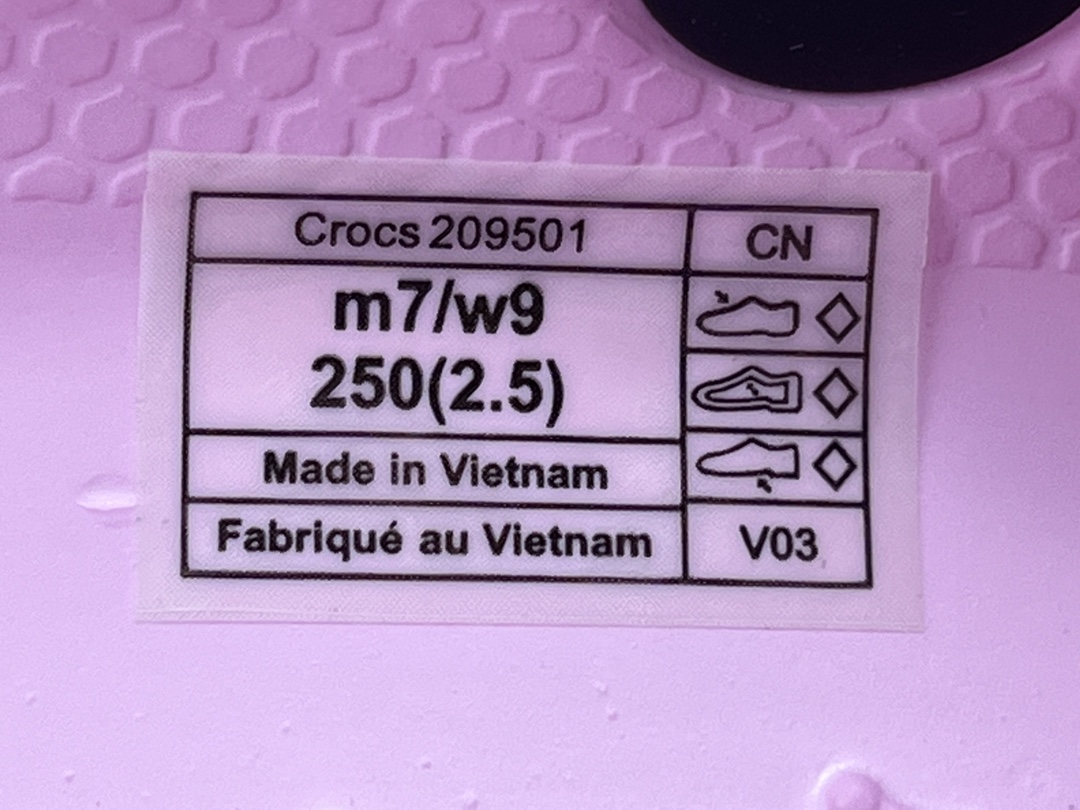 Crocs 209501
CN
m7/w9
250(2.5)
Made in Vietnam
Fabriqué au Vietnam
V03